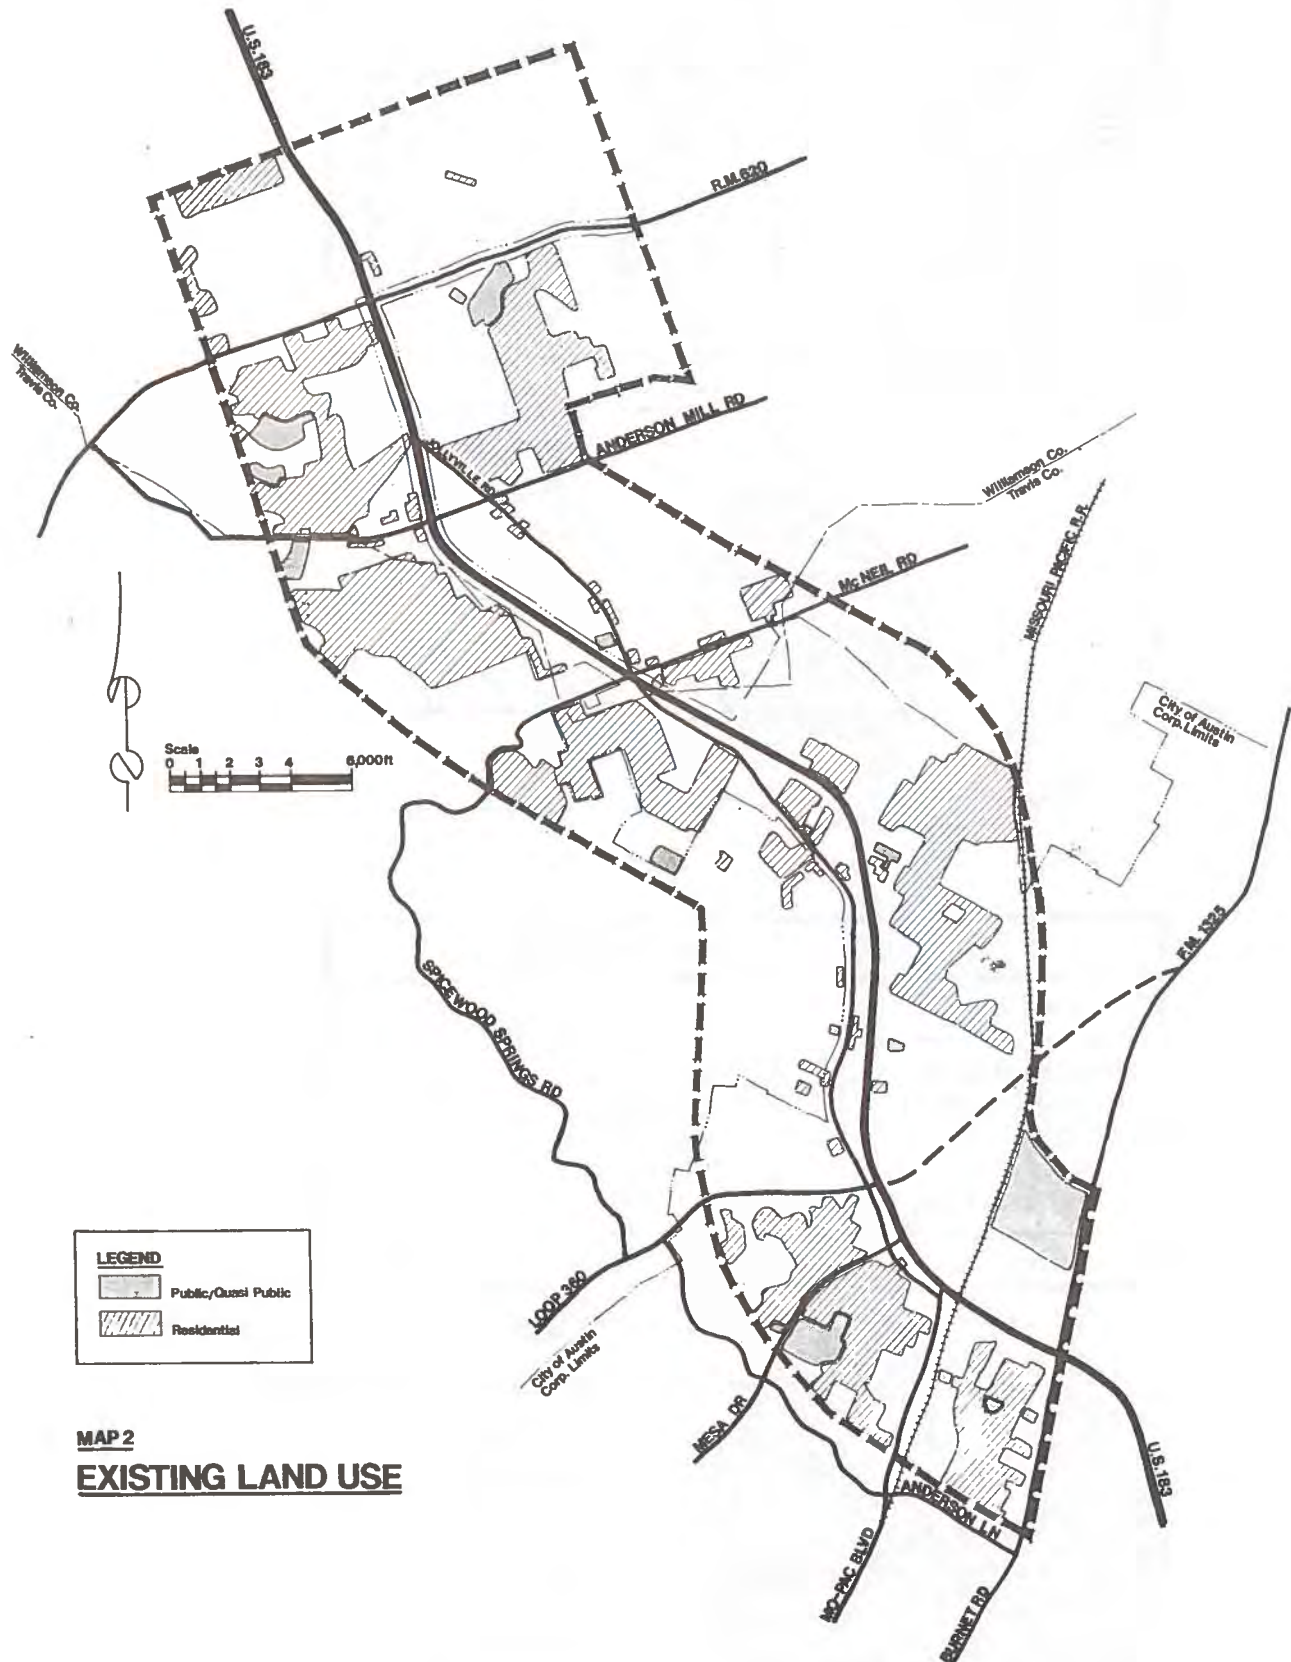 U.S.183
R.M.620
Williamson Co.
Travis Co.
ANDERSON MILL RD
Williamson Co.
Travis Co.
MISSOURI PACIFIC R.R.
McNEIL RD
City of Austin
Corp. Limits
Scale
0 1 2 3 4 6,000ft
F.M. 1325
SPICEWOOD SPRINGS RD
LEGEND
Public/Quasi Public
Residential
LOOP 360
City of Austin
Corp. Limits
MESA DR
MAP 2
EXISTING LAND USE
U.S.183
ANDERSON LN
MO-PAC BLVD
BURNET RD